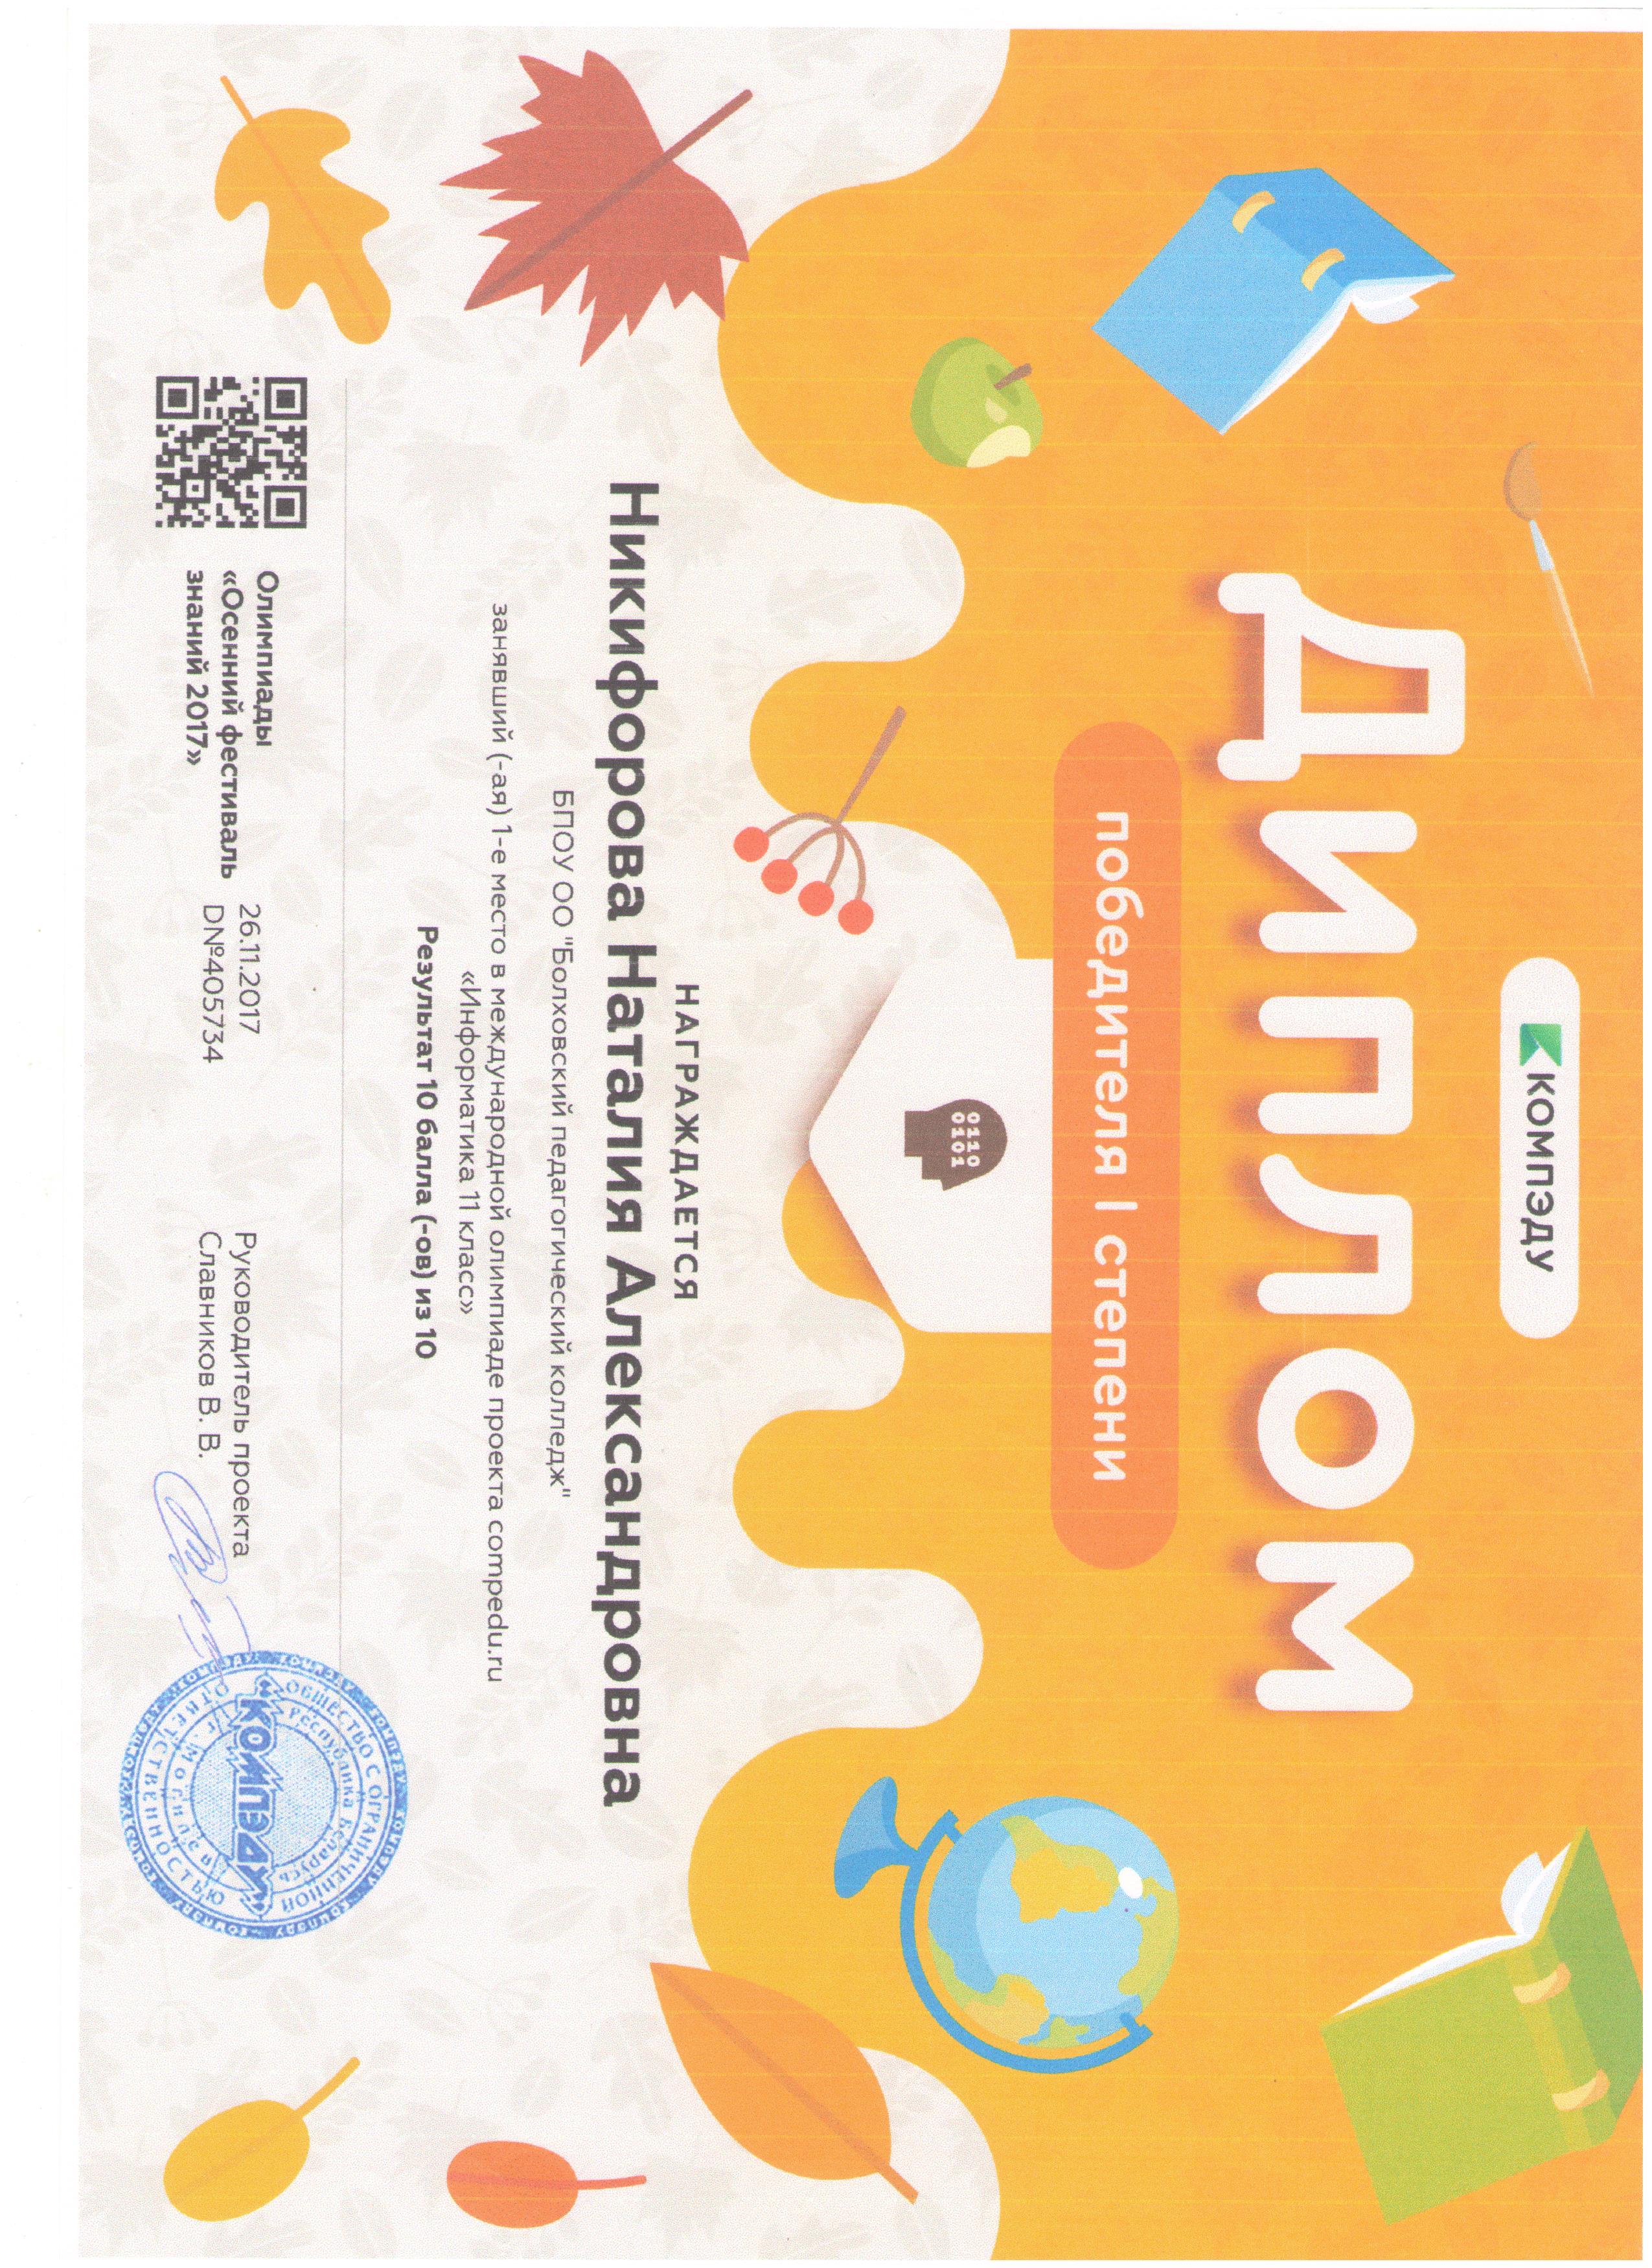 КОМПЭДУ
Диплом
победителя I степени
0110
0101
НАГРАЖДАЕТСЯ
Никифорова Наталия Александровна
БПОУ ОО "Болховский педагогический колледж"
занявший (-ая) 1-е место в международной олимпиаде проекта compedu.ru
«Информатика 11 класс»
Результат 10 балла (-ов) из 10
Олимпиады
«Осенний фестиваль
знаний 2017»
26.11.2017
DNº405734
Руководитель проекта
Славников В. В.
ОБЩЕСТВО С ОГРАНИЧЕННОЙ
ОТВЕТСТВЕННОСТЬЮ
Республика Беларусь
"КОМПЭДУ"
г. Могилев